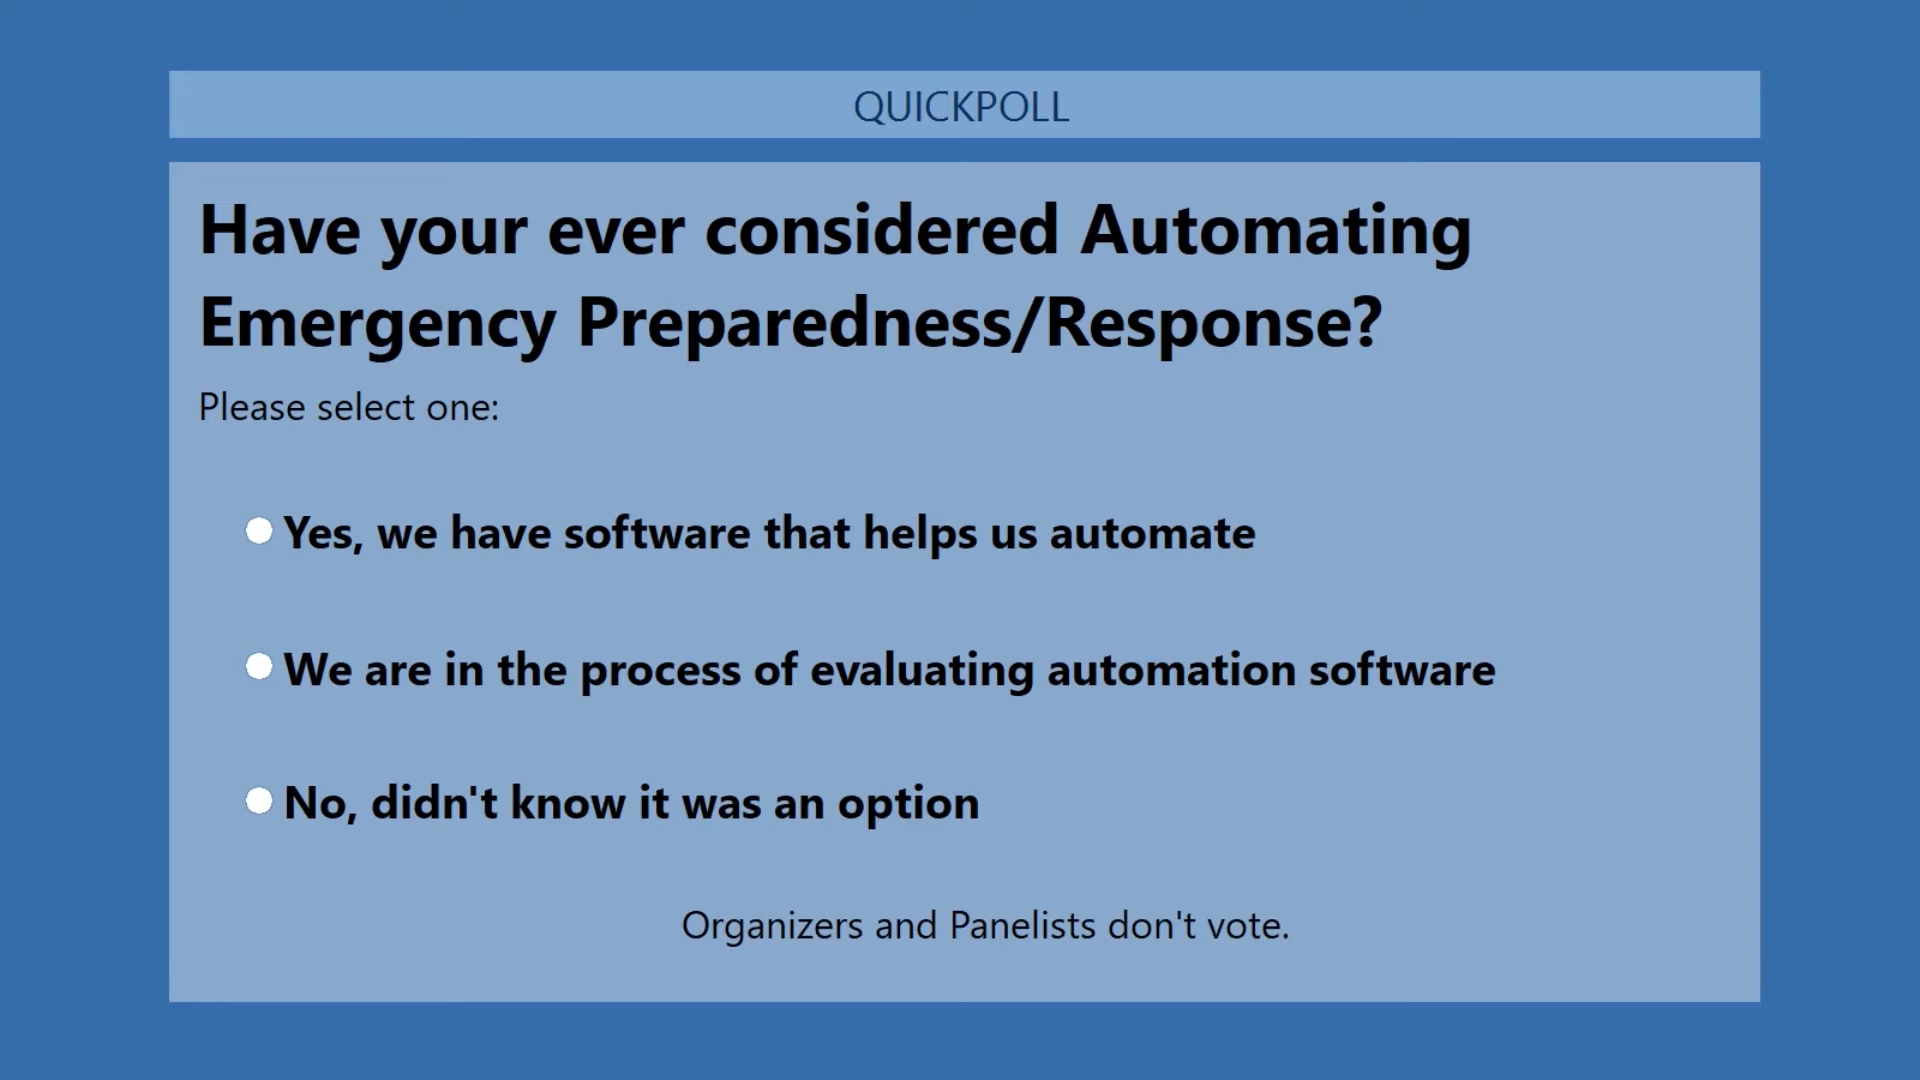 QUICKPOLL
Have your ever considered Automating
Emergency Preparedness/Response?
Please select one:
Yes, we have software that helps us automate
We are in the process of evaluating automation software
No, didn't know it was an option
Organizers and Panelists don't vote.